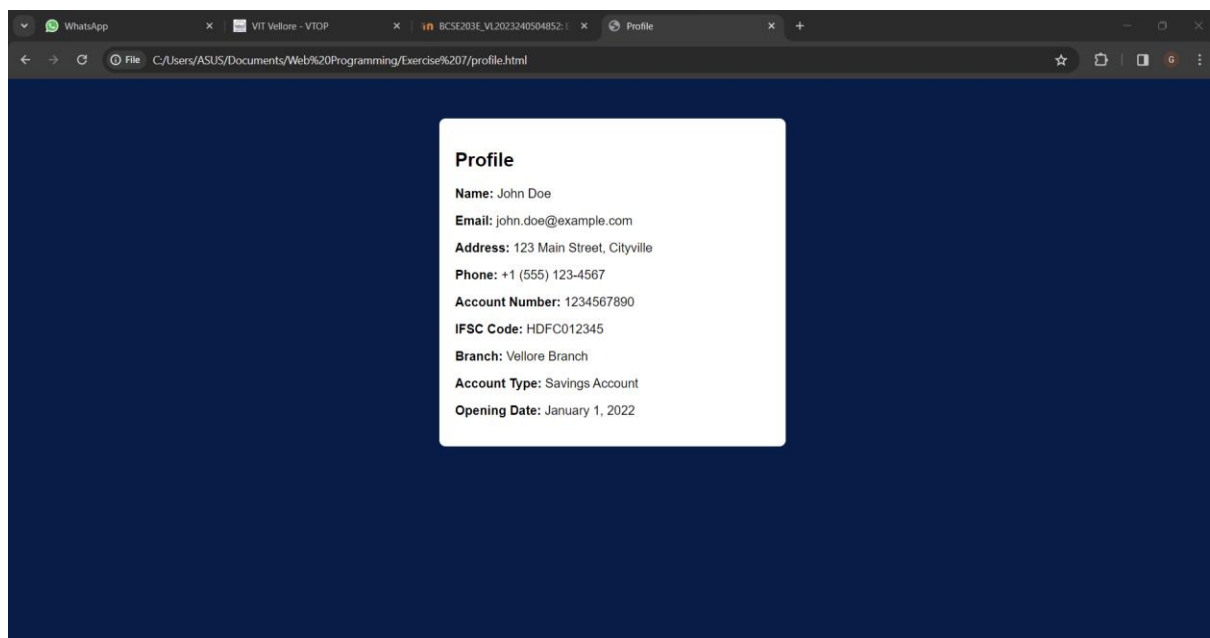 WhatsApp
VIT Vellore - VTOP
BCSE203E_VL2023240504852:
Profile
File C:/Users/ASUS/Documents/Web%20Programming/Exercise%207/profile.html
G
Profile
Name: John Doe
Email: john.doe@example.com
Address: 123 Main Street, Cityville
Phone: +1 (555) 123-4567
Account Number: 1234567890
IFSC Code: HDFC012345
Branch: Vellore Branch
Account Type: Savings Account
Opening Date: January 1, 2022